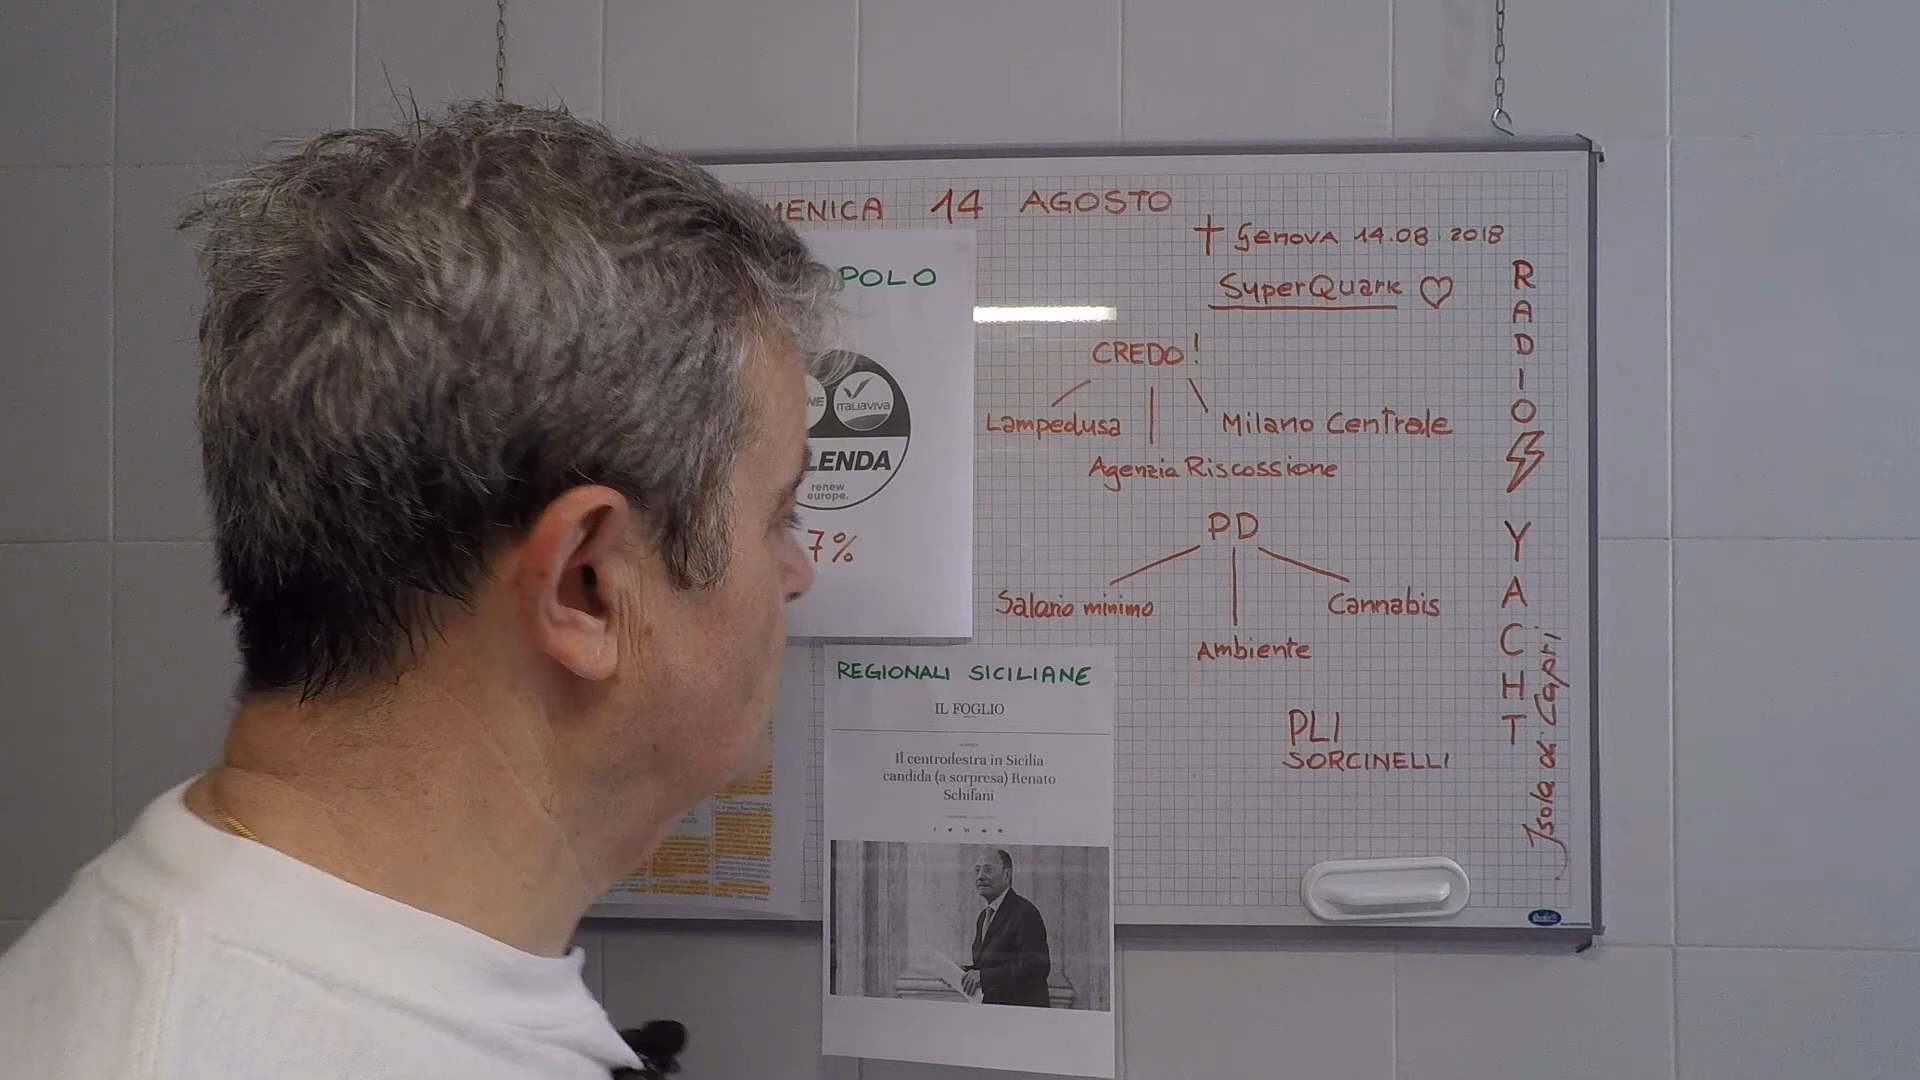 MENICA 14 AGOSTO
† Genova 14.08.2018
SuperQuark ♡
POLO
NE
ITALIAVIVA
LENDA
renew
europe.
7%
CREDO!
Lampedusa
Milano Centrale
Agenzia Riscossione
PD
Salario minimo
Cannabis
Ambiente
PLI
SORCINELLI
RADIO
YACHT
Isola di Capri
REGIONALI SICILIANE
IL FOGLIO
Il centrodestra in Sicilia
candida (a sorpresa) Renato
Schifani